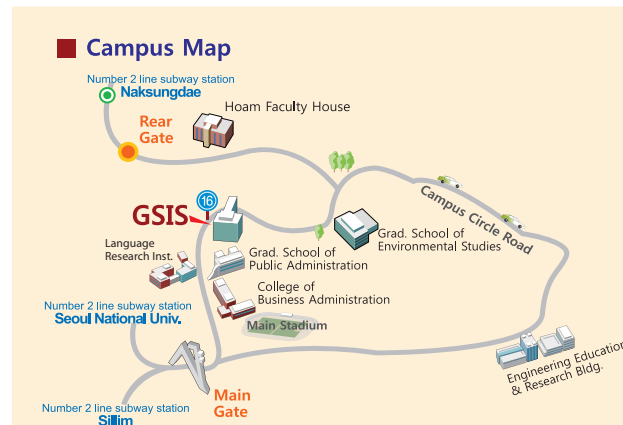 Campus Map
Number 2 line subway station
Naksungdae
Hoam Faculty House
Rear
Gate
16
GSIS
Campus Circle Road
Grad. School of
Environmental Studies
Language
Research Inst.
Grad. School of
Public Administration
College of
Business Administration
Number 2 line subway station
Seoul National Univ.
Main Stadium
Engineering Education
& Research Bldg.
Main
Gate
Number 2 line subway station
Sillim